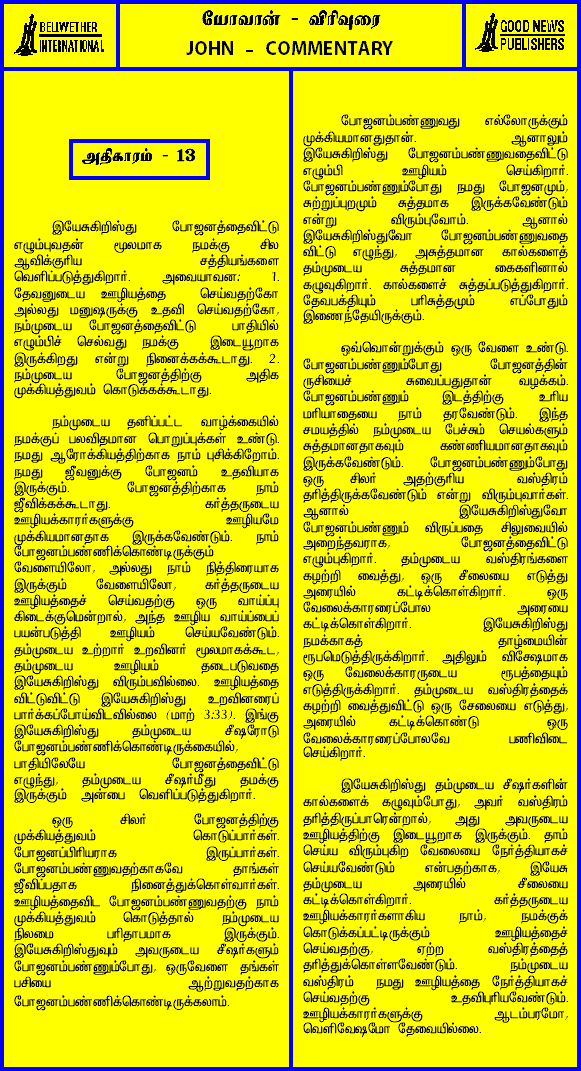 BELLWETHER
INTERNATIONAL
யோவான் - விரிவுரை
JOHN - COMMENTARY
GOOD NEWS
PUBLISHERS
அதிகாரம் - 13
இயேசுகிறிஸ்து போஜனத்தைவிட்டு
எழும்புவதன் மூலமாக நமக்கு சில
ஆவிக்குரிய சத்தியங்களை
வெளிப்படுத்துகிறார். அவையாவன: 1.
தேவனுடைய ஊழியத்தை செய்வதற்கோ
அல்லது மனுஷருக்கு உதவி செய்வதற்கோ,
நம்முடைய போஜனத்தைவிட்டு பாதியில்
எழும்பிச் செல்வது நமக்கு இடையூறாக
இருக்கிறது என்று நினைக்கக்கூடாது. 2.
நம்முடைய போஜனத்திற்கு அதிக
முக்கியத்துவம் கொடுக்கக்கூடாது.
நம்முடைய தனிப்பட்ட வாழ்க்கையில்
நமக்குப் பலவிதமான பொறுப்புக்கள் உண்டு.
நமது ஆரோக்கியத்திற்காக நாம் புசிக்கிறோம்.
நமது ஜீவனுக்கு போஜனம் உதவியாக
இருக்கும். போஜனத்திற்காக நாம்
ஜீவிக்கக்கூடாது. கர்த்தருடைய
ஊழியக்காரர்களுக்கு ஊழியமே
முக்கியமானதாக இருக்கவேண்டும். நாம்
போஜனம்பண்ணிக்கொண்டிருக்கும்
வேளையிலோ, அல்லது நாம் நித்திரையாக
இருக்கும் வேளையிலோ, கர்த்தருடைய
ஊழியத்தைச் செய்வதற்கு ஒரு வாய்ப்பு
கிடைக்குமென்றால், அந்த ஊழிய வாய்ப்பைப்
பயன்படுத்தி ஊழியம் செய்யவேண்டும்.
தம்முடைய உற்றார் உறவினர் மூலமாகக்கூட,
தம்முடைய ஊழியம் தடைபடுவதை
இயேசுகிறிஸ்து விரும்பவில்லை. ஊழியத்தை
விட்டுவிட்டு இயேசுகிறிஸ்து உறவினரைப்
பார்க்கப்போய்விடவில்லை (மாற் 3:33). இங்கு
இயேசுகிறிஸ்து தம்முடைய சீஷரோடு
போஜனம்பண்ணிக்கொண்டிருக்கையில்,
பாதியிலேயே போஜனத்தைவிட்டு
எழுந்து, தம்முடைய சீஷர்மீது தமக்கு
இருக்கும் அன்பை வெளிப்படுத்துகிறார்.
ஒரு சிலர் போஜனத்திற்கு
முக்கியத்துவம் கொடுப்பார்கள்.
போஜனப்பிரியராக இருப்பார்கள்.
போஜனம்பண்ணுவதற்காகவே தாங்கள்
ஜீவிப்பதாக நினைத்துக்கொள்வார்கள்.
ஊழியத்தைவிட போஜனம்பண்ணுவதற்கு நாம்
முக்கியத்துவம் கொடுத்தால் நம்முடைய
நிலமை பரிதாபமாக இருக்கும்.
இயேசுகிறிஸ்துவும் அவருடைய சீஷர்களும்
போஜனம்பண்ணும்போது, ஒருவேளை தங்கள்
பசியை ஆற்றுவதற்காக
போஜனம்பண்ணிக்கொண்டிருக்கலாம்.
போஜனம்பண்ணுவது எல்லோருக்கும்
முக்கியமானதுதான். ஆனாலும்
இயேசுகிறிஸ்து போஜனம்பண்ணுவதைவிட்டு
எழும்பி ஊழியம் செய்கிறார்.
போஜனம்பண்ணும்போது நமது போஜனமும்,
சுற்றுப்புறமும் சுத்தமாக இருக்கவேண்டும்
என்று விரும்புவோம். ஆனால்
இயேசுகிறிஸ்துவோ போஜனம்பண்ணுவதை
விட்டு எழுந்து, அசுத்தமான கால்களைத்
தம்முடைய சுத்தமான கைகளினால்
கழுவுகிறார். கால்களைச் சுத்தப்படுத்துகிறார்.
தேவபக்தியும் பரிசுத்தமும் எப்போதும்
இணைந்தேயிருக்கும்.
ஒவ்வொன்றுக்கும் ஒரு வேளை உண்டு.
போஜனம்பண்ணும்போது போஜனத்தின்
ருசியைச் சுவைப்பதுதான் வழக்கம்.
போஜனம்பண்ணும் இடத்திற்கு உரிய
மரியாதையை நாம் தரவேண்டும். இந்த
சமயத்தில் நம்முடைய பேச்சும் செயல்களும்
சுத்தமானதாகவும் கண்ணியமானதாகவும்
இருக்கவேண்டும். போஜனம்பண்ணும்போது
ஒரு சிலர் அதற்குரிய வஸ்திரம்
தரித்திருக்கவேண்டும் என்று விரும்புவார்கள்.
ஆனால் இயேசுகிறிஸ்துவோ
போஜனம்பண்ணும் விருப்பதை சிலுவையில்
அறைந்தவராக, போஜனத்தைவிட்டு
எழும்புகிறார். தம்முடைய வஸ்திரங்களை
கழற்றி வைத்து, ஒரு சீலையை எடுத்து
அரையில் கட்டிக்கொள்கிறார். ஒரு
வேலைக்காரரைப்போல அரையை
கட்டிக்கொள்கிறார். இயேசுகிறிஸ்து
நமக்காகத் தாழ்மையின்
ரூபமெடுத்திருக்கிறார். அதிலும் விசேஷமாக
ஒரு வேலைக்காரருடைய ரூபத்தையும்
எடுத்திருக்கிறார். தம்முடைய வஸ்திரத்தைக்
கழற்றி வைத்துவிட்டு ஒரு சேலையை எடுத்து,
அரையில் கட்டிக்கொண்டு ஒரு
வேலைக்காரரைப்போலவே பணிவிடை
செய்கிறார்.
இயேசுகிறிஸ்து தம்முடைய சீஷர்களின்
கால்களைக் கழுவும்போது, அவர் வஸ்திரம்
தரித்திருப்பாரென்றால், அது அவருடைய
ஊழியத்திற்கு இடையூறாக இருக்கும். தாம்
செய்ய விரும்புகிற வேலையை நேர்த்தியாகச்
செய்யவேண்டும் என்பதற்காக, இயேசு
தம்முடைய அரையில் சீலையை
கட்டிக்கொள்கிறார். கர்த்தருடைய
ஊழியக்காரர்களாகிய நாம், நமக்குக்
கொடுக்கப்பட்டிருக்கும் ஊழியத்தைச்
செய்வதற்கு, ஏற்ற வஸ்திரத்தைத்
தரித்துக்கொள்ளவேண்டும். நம்முடைய
வஸ்திரம் நமது ஊழியத்தை நேர்த்தியாகச்
செய்வதற்கு உதவிபுரியவேண்டும்.
ஊழியக்காரர்களுக்கு ஆடம்பரமோ,
வெளிவேஷமோ தேவையில்லை.